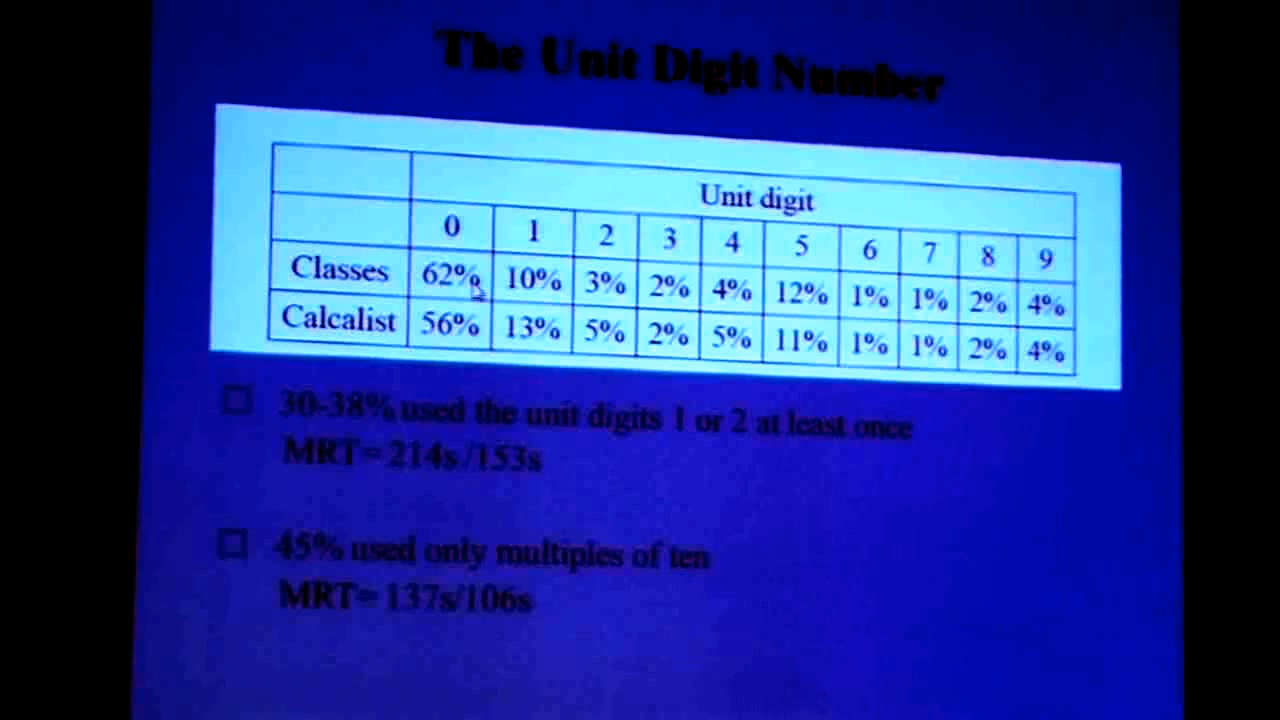 The Unit Digit Number
Unit digit
0 1 2 3 4 5 6 7 8 9
Classes 62% 10% 3% 2% 4% 12% 1% 1% 2% 4%
Calcalist 56% 13% 5% 2% 5% 11% 1% 1% 2% 4%
30-38% used the unit digits 1 or 2 at least once
MRT= 214s/153s
45% used only multiples of ten
MRT= 137s/106s